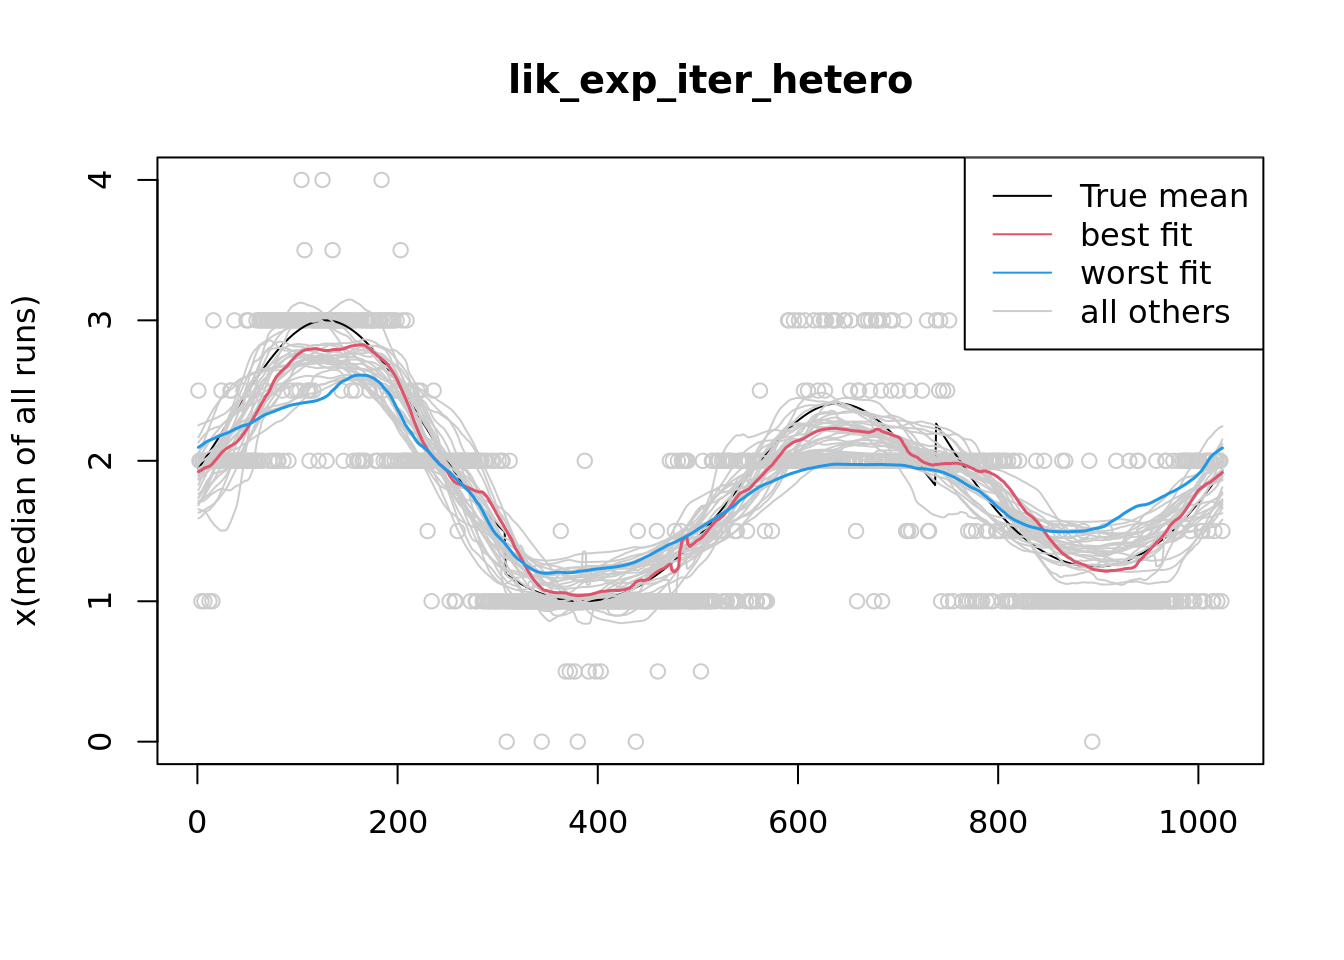 lik_exp_iter_hetero
x(median of all runs)
4
3
2
1
0
True mean
best fit
worst fit
all others
0 200 400 600 800 1000